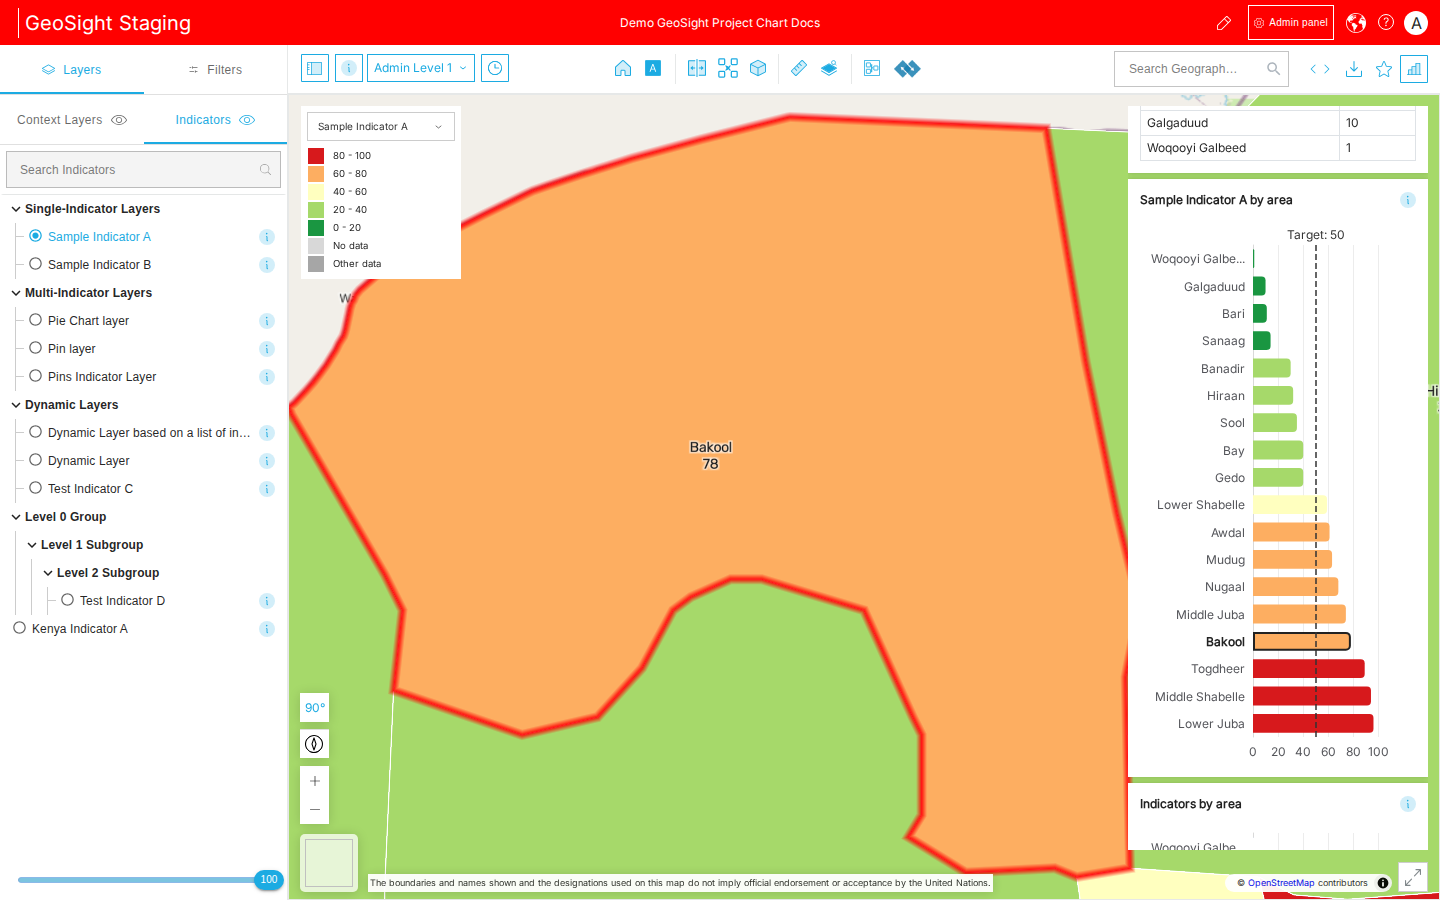 GeoSight Staging
Demo GeoSight Project Chart Docs
Admin panel
A
Layers
Filters
Admin Level 1
A
Search Geograph...
Context Layers
Indicators
Search Indicators
Single-Indicator Layers
Sample Indicator A
Sample Indicator B
Multi-Indicator Layers
Pie Chart layer
Pin layer
Pins Indicator Layer
Dynamic Layers
Dynamic Layer based on a list of in...
Dynamic Layer
Test Indicator C
Level 0 Group
Level 1 Subgroup
Level 2 Subgroup
Test Indicator D
Kenya Indicator A
100
Sample Indicator A
80 - 100
60 - 80
40 - 60
20 - 40
0 - 20
No data
Other data
Bakool
78
90°
The boundaries and names shown and the designations used on this map do not imply official endorsement or acceptance by the United Nations.
Galgaduud 10
Woqooyi Galbeed 1
Sample Indicator A by area
Target: 50
Woqooyi Galbe...
Galgaduud
Bari
Sanaag
Banadir
Hiraan
Sool
Bay
Gedo
Lower Shabelle
Awdal
Mudug
Nugaal
Middle Juba
Bakool
Togdheer
Middle Shabelle
Lower Juba
0 20 40 60 80 100
Indicators by area
Woqooyi Galbe...
© OpenStreetMap contributors